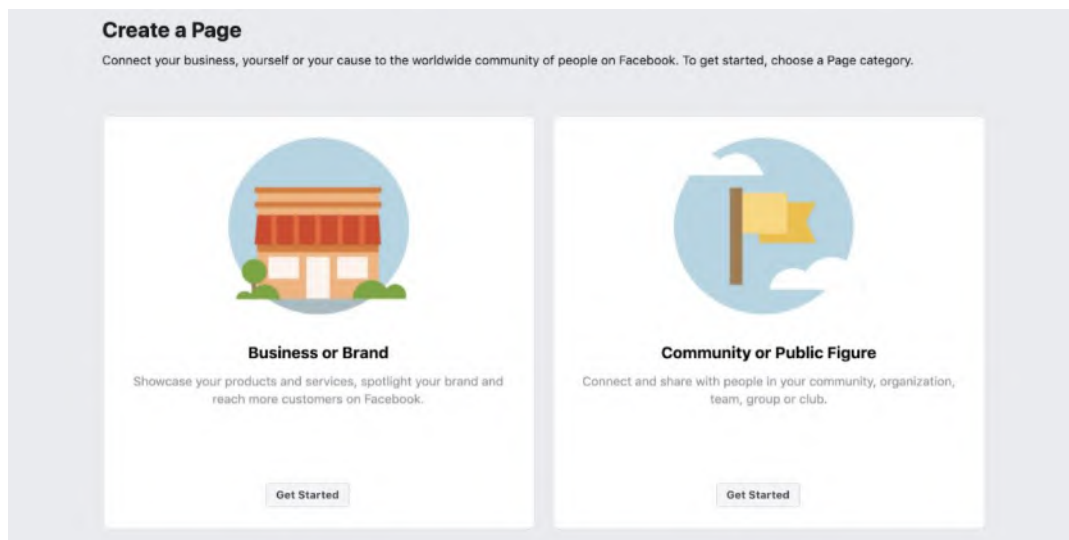 Create a Page
Connect your business, yourself or your cause to the worldwide community of people on Facebook. To get started, choose a Page category.
Business or Brand
Showcase your products and services, spotlight your brand and
reach more customers on Facebook.
Get Started
Community or Public Figure
Connect and share with people in your community, organization,
team, group or club.
Get Started